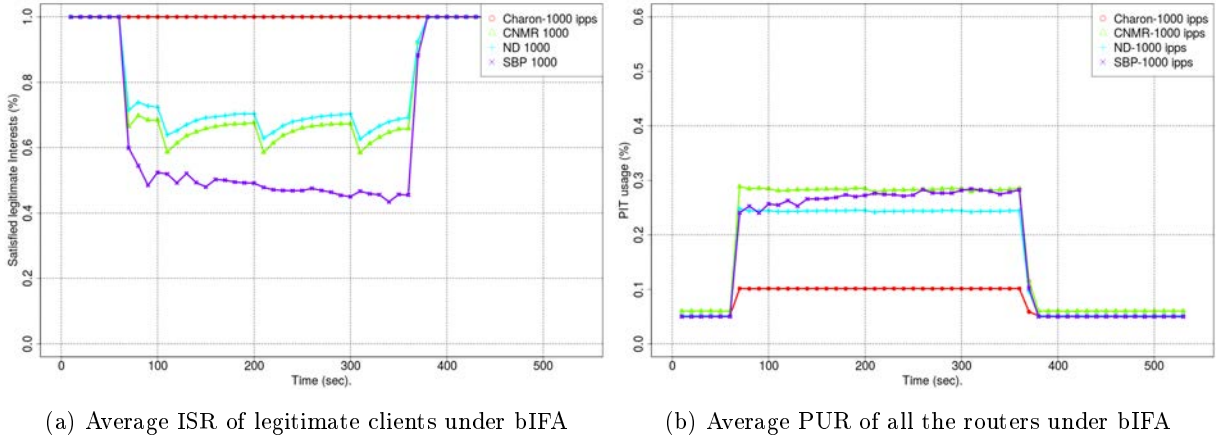 Satisfied legitimate Interests (%)
0.0 0.2 0.4 0.6 0.8 1.0
Charon-1000 ipps
CNMR 1000
ND 1000
SBP 1000
0 100 200 300 400 500
Time (sec).
(a) Average ISR of legitimate clients under bIFA
PIT usage (%)
0.0 0.1 0.2 0.3 0.4 0.5 0.6
Charon-1000 ipps
CNMR-1000 ipps
ND-1000 ipps
SBP-1000 ipps
0 100 200 300 400 500
Time (sec).
(b) Average PUR of all the routers under bIFA